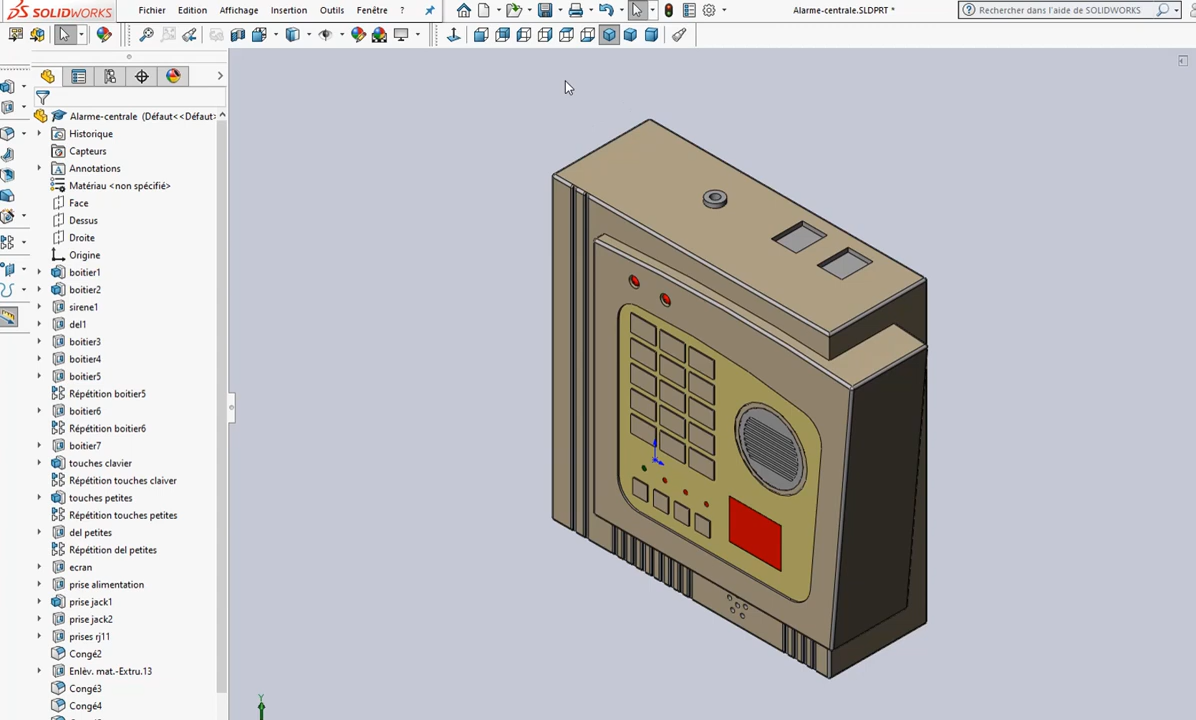 SOLIDWORKS
Fichier Edition Affichage Insertion Outils Fenêtre ?
Alarme-centrale.SLDPRT *
Rechercher dans l'aide de SOLIDWORKS
Alarme-centrale (Défaut<<Défaut>
Historique
Capteurs
Annotations
Matériau <non spécifié>
Face
Dessus
Droite
Origine
boitier1
boitier2
sirene1
del1
boitier3
boitier4
boitier5
Répétition boitier5
boitier6
Répétition boitier6
boitier7
touches clavier
Répétition touches claiver
touches petites
Répétition touches petites
del petites
Répétition del petites
ecran
prise alimentation
prise jack1
prise jack2
prises rj11
Congé2
Enlèv. mat.-Extru.13
Congé3
Congé4
Y